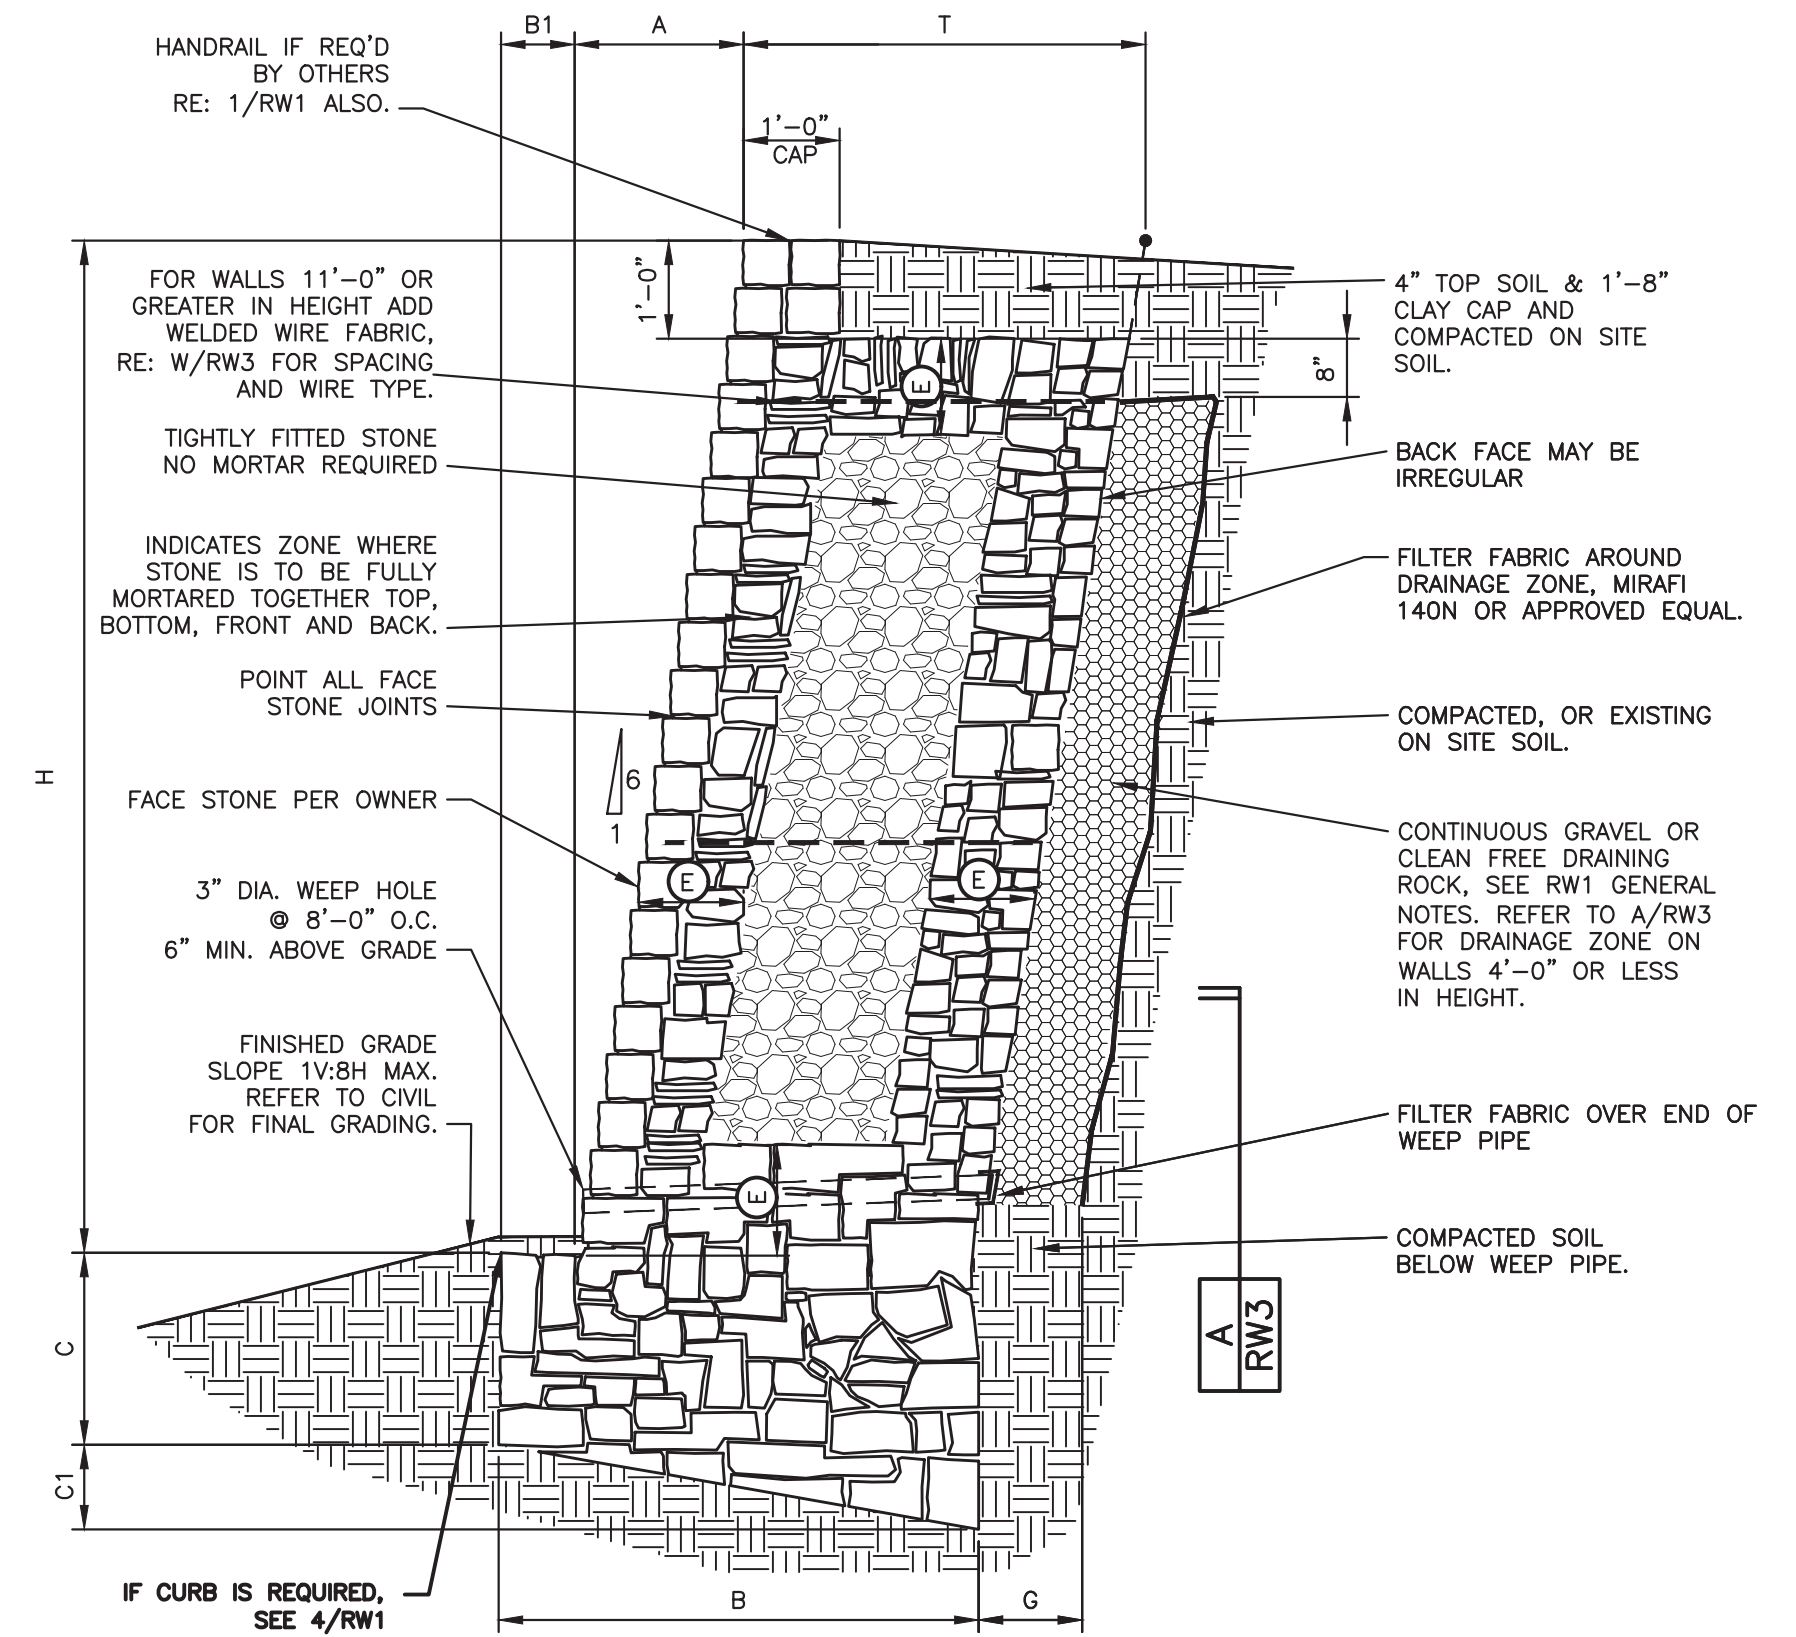 B1
A
T
HANDRAIL IF REQ'D
BY OTHERS
RE: 1/RW1 ALSO.
1'-0"
CAP
1'-0"
FOR WALLS 11'-0" OR
GREATER IN HEIGHT ADD
WELDED WIRE FABRIC,
RE: W/RW3 FOR SPACING
AND WIRE TYPE.
TIGHTLY FITTED STONE
NO MORTAR REQUIRED
INDICATES ZONE WHERE
STONE IS TO BE FULLY
MORTARED TOGETHER TOP,
BOTTOM, FRONT AND BACK.
POINT ALL FACE
STONE JOINTS
6
1
H
FACE STONE PER OWNER
3" DIA. WEEP HOLE
@ 8'-0" O.C.
6" MIN. ABOVE GRADE
FINISHED GRADE
SLOPE 1V:8H MAX.
REFER TO CIVIL
FOR FINAL GRADING.
E
E
E
E
4" TOP SOIL & 1'-8"
CLAY CAP AND
COMPACTED ON SITE
SOIL.
8"
BACK FACE MAY BE
IRREGULAR
FILTER FABRIC AROUND
DRAINAGE ZONE, MIRAFI
140N OR APPROVED EQUAL.
COMPACTED, OR EXISTING
ON SITE SOIL.
CONTINUOUS GRAVEL OR
CLEAN FREE DRAINING
ROCK, SEE RW1 GENERAL
NOTES. REFER TO A/RW3
FOR DRAINAGE ZONE ON
WALLS 4'-0" OR LESS
IN HEIGHT.
FILTER FABRIC OVER END OF
WEEP PIPE
COMPACTED SOIL
BELOW WEEP PIPE.
A
RW3
C
C1
IF CURB IS REQUIRED,
SEE 4/RW1
B
G